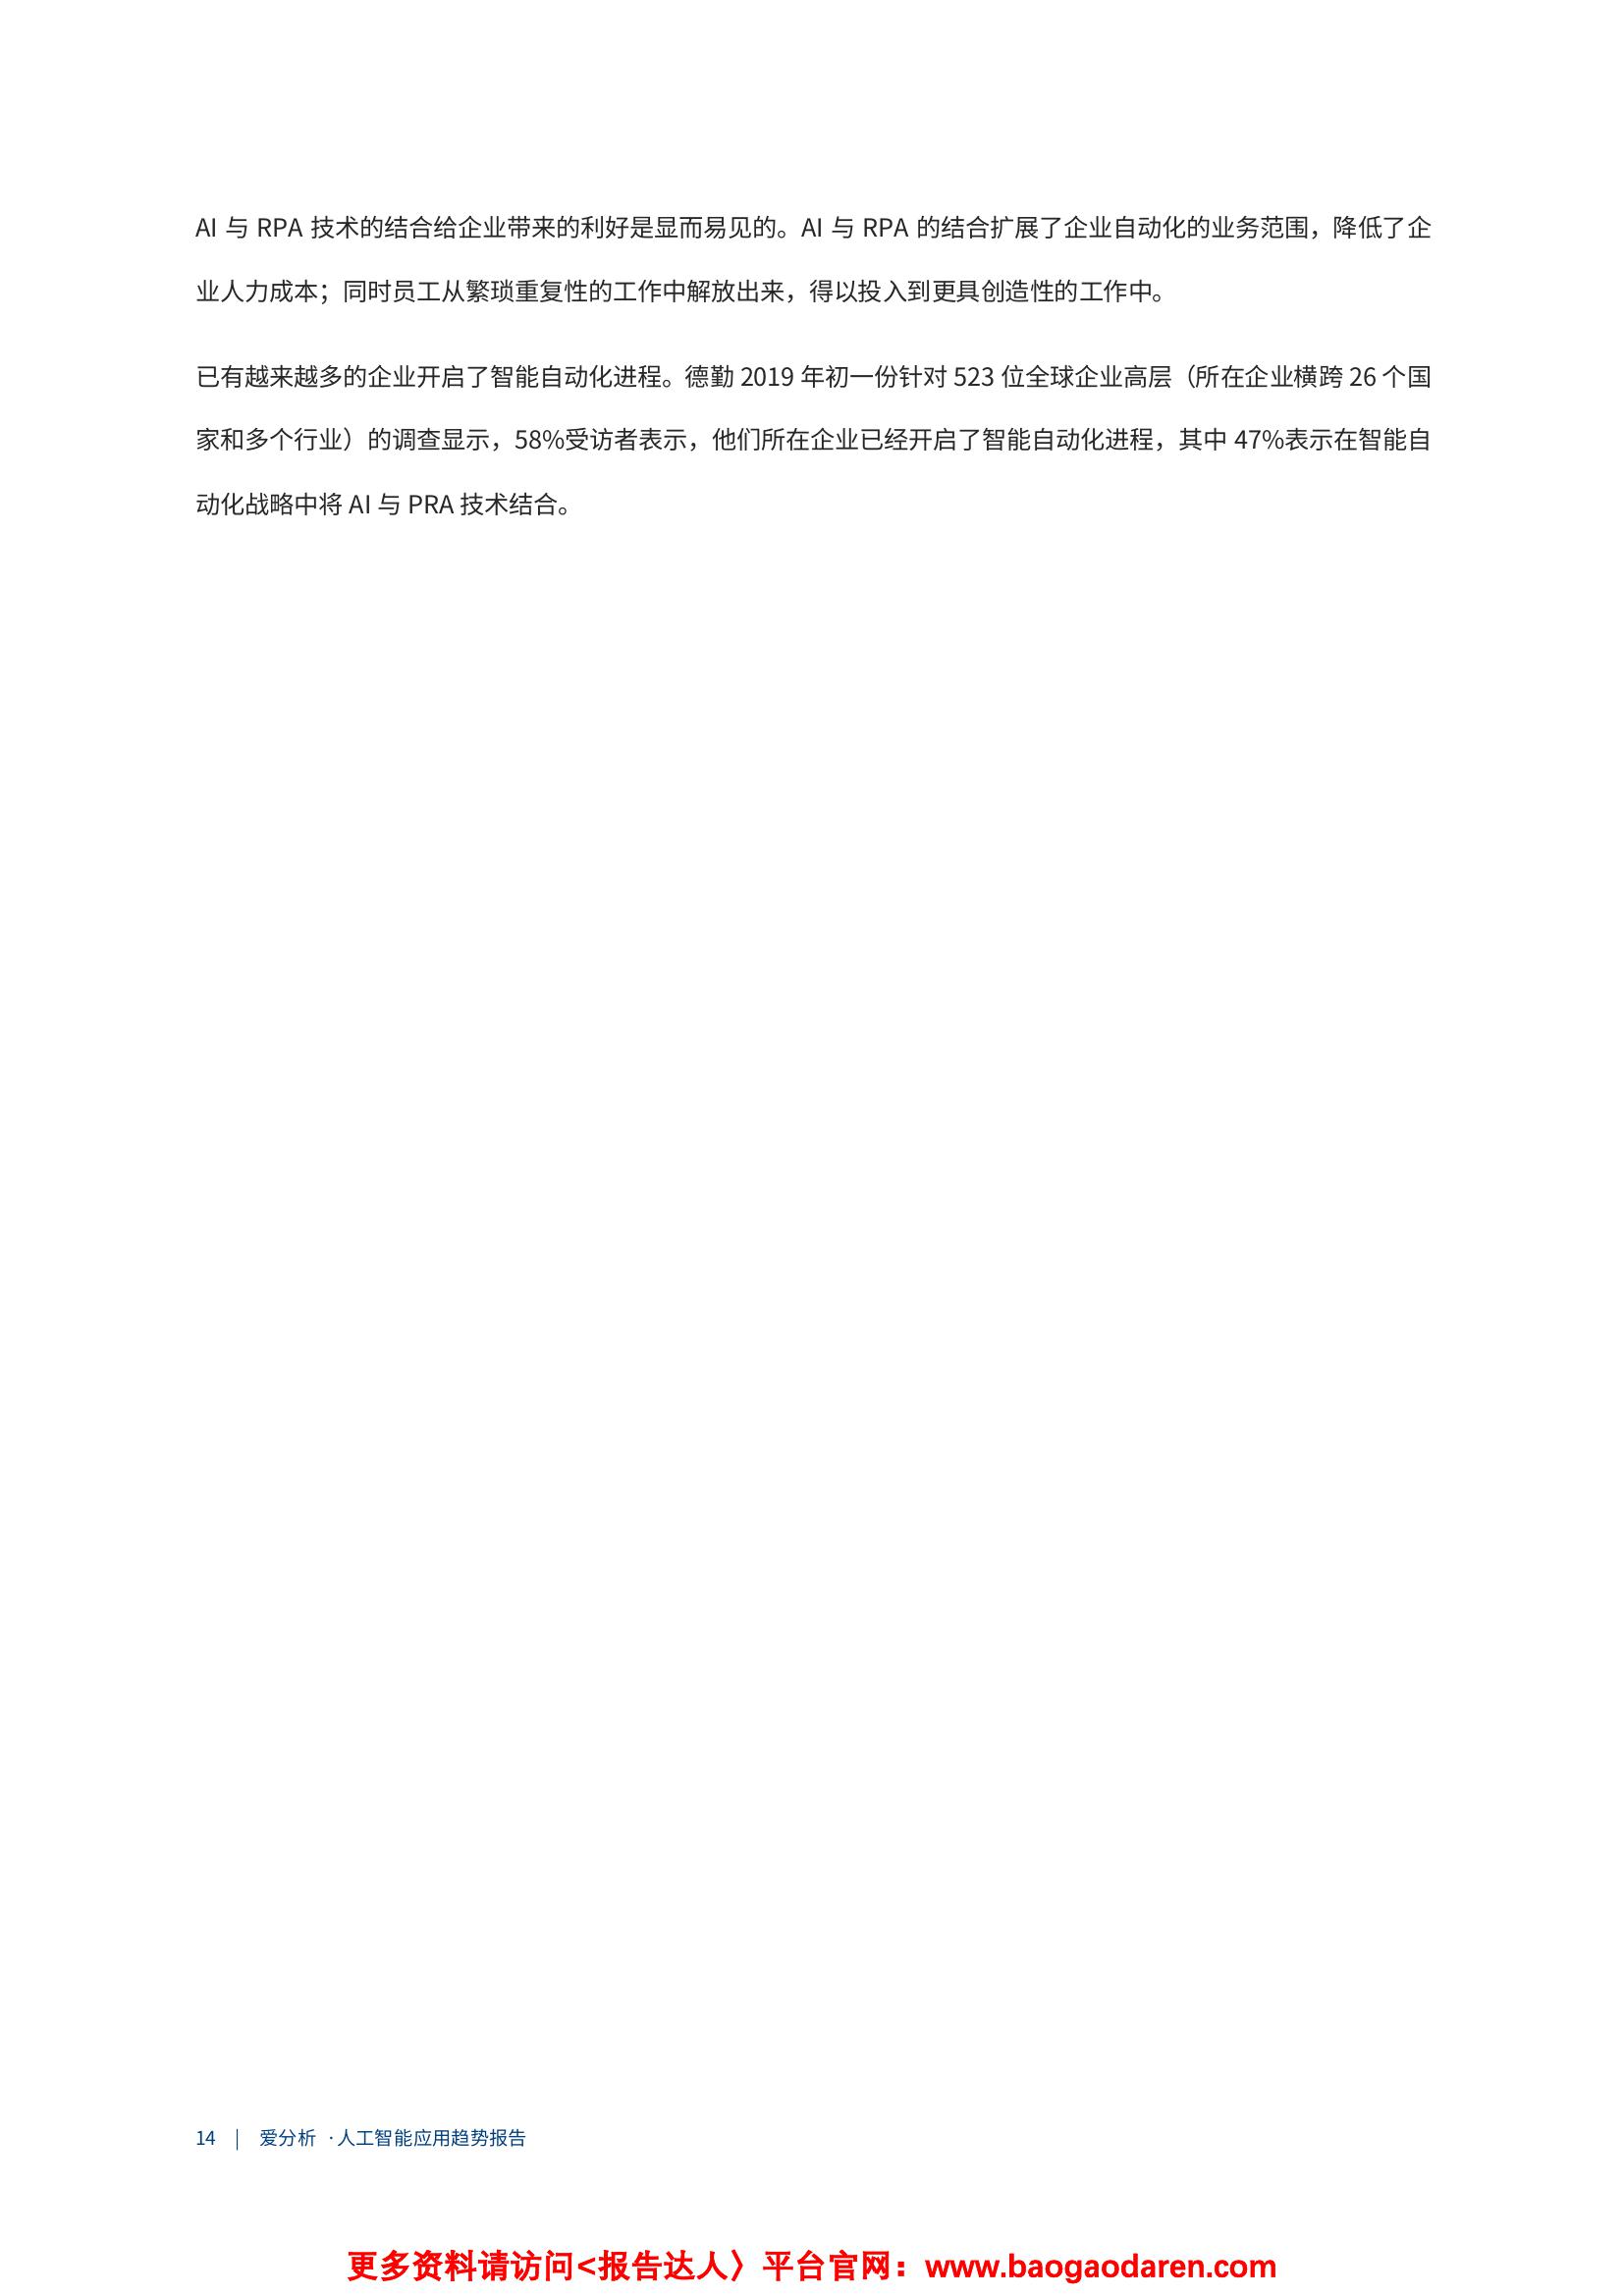 AI 与 RPA 技术的结合给企业带来的利好是显而易见的。AI 与 RPA 的结合扩展了企业自动化的业务范围，降低了企
业人力成本；同时员工从繁琐重复性的工作中解放出来，得以投入到更具创造性的工作中。
已有越来越多的企业开启了智能自动化进程。德勤 2019 年初一份针对 523 位全球企业高层（所在企业横跨 26 个国
家和多个行业）的调查显示，58%受访者表示，他们所在企业已经开启了智能自动化进程，其中 47%表示在智能自
动化战略中将 AI 与 PRA 技术结合。
14 | 爱分析 ·人工智能应用趋势报告
更多资料请访问<报告达人〉平台官网：www.baogaodaren.com